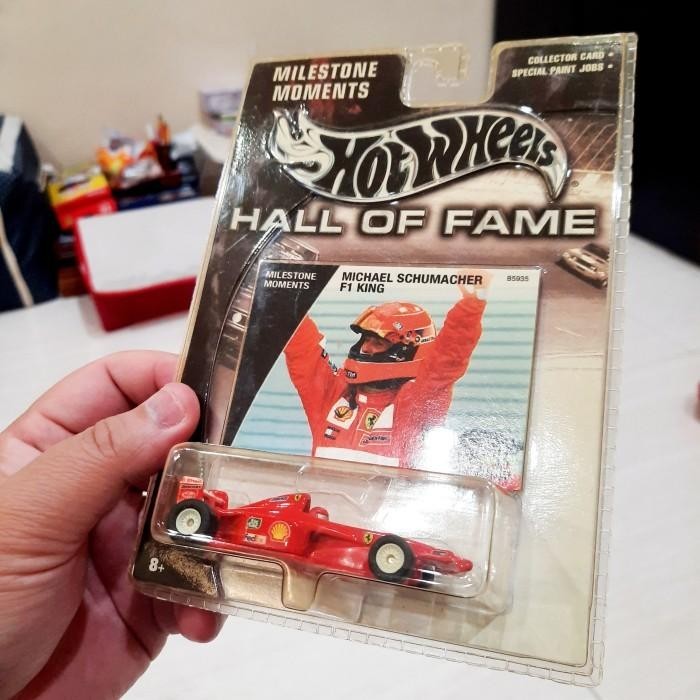 MILESTONE
MOMENTS
COLLECTOR CARD •
SPECIAL PAINT JOBS •
HOT WHEELS ®
HALL OF FAME
MILESTONE
MOMENTS
MICHAEL SCHUMACHER
F1 KING
B5935
8+